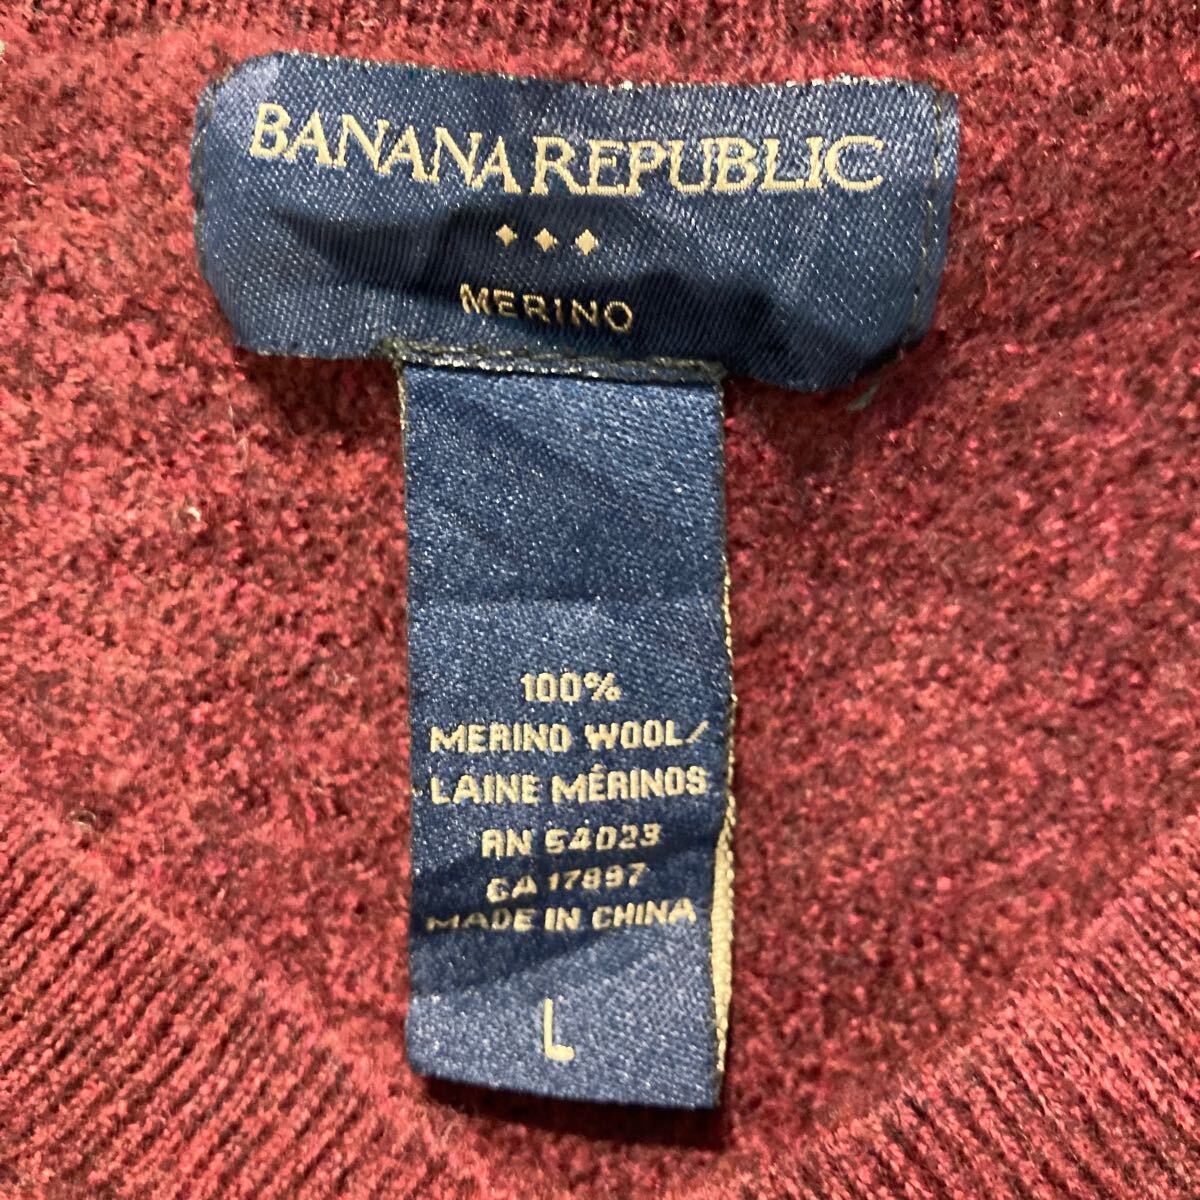 BANANA REPUBLIC
MERINO
100%
MERINO WOOL/
LAINE MÉRINOS
RN 54023
CA 17897
MADE IN CHINA
L